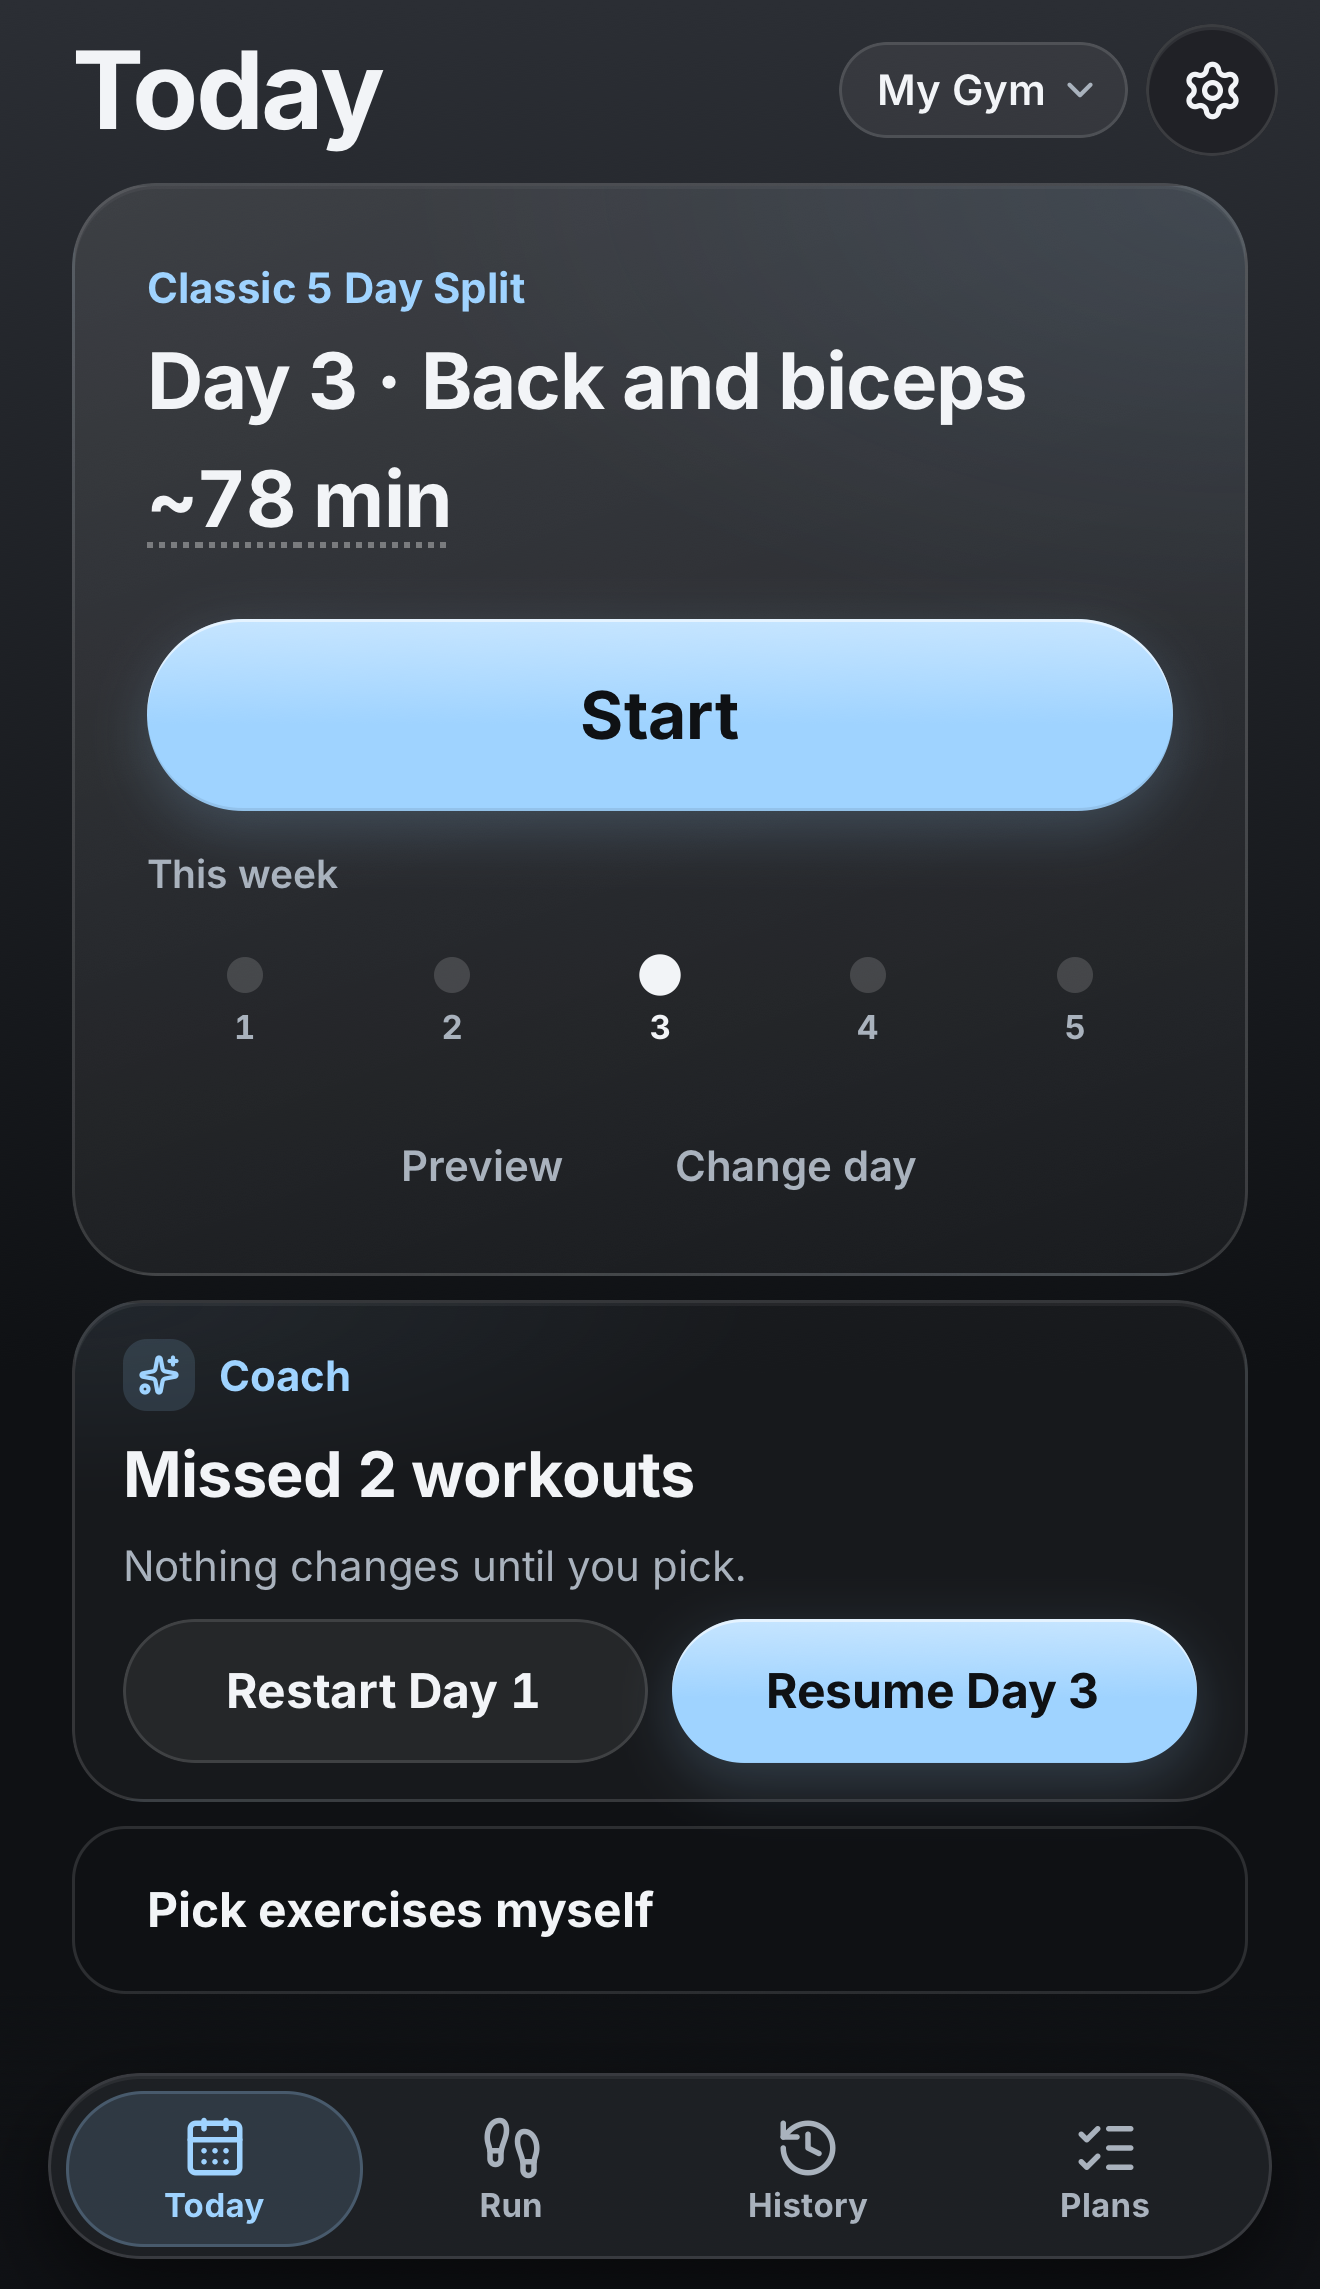 Today
My Gym
Classic 5 Day Split
Day 3 · Back and biceps
~78 min
Start
This week
1 2 3 4 5
Preview Change day
Coach
Missed 2 workouts
Nothing changes until you pick.
Restart Day 1 Resume Day 3
Pick exercises myself
Today Run History Plans